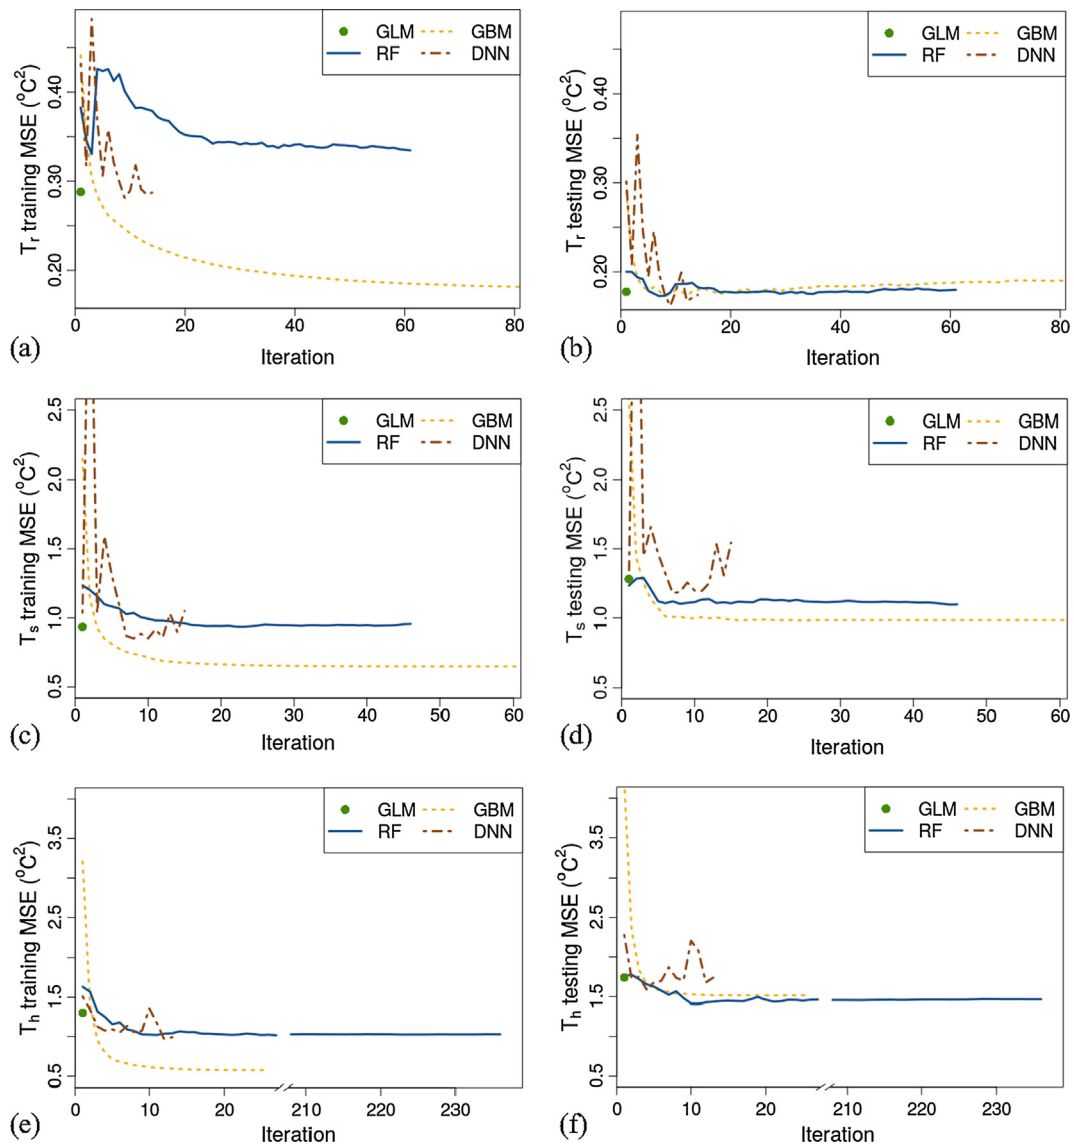 GLM GBM
RF DNN
T_r training MSE (°C²)
0.20 0.30 0.40
0 20 40 60 80
Iteration
(a)
GLM GBM
RF DNN
T_r testing MSE (°C²)
0.20 0.30 0.40
0 20 40 60 80
Iteration
(b)
GLM GBM
RF DNN
T_s training MSE (°C²)
0.5 1.0 1.5 2.0 2.5
0 10 20 30 40 50 60
Iteration
(c)
GLM GBM
RF DNN
T_s testing MSE (°C²)
0.5 1.0 1.5 2.0 2.5
0 10 20 30 40 50 60
Iteration
(d)
GLM GBM
RF DNN
T_h training MSE (°C²)
0.5 1.5 2.5 3.5
0 10 20 210 220 230
Iteration
(e)
GLM GBM
RF DNN
T_h testing MSE (°C²)
0.5 1.5 2.5 3.5
0 10 20 210 220 230
Iteration
(f)